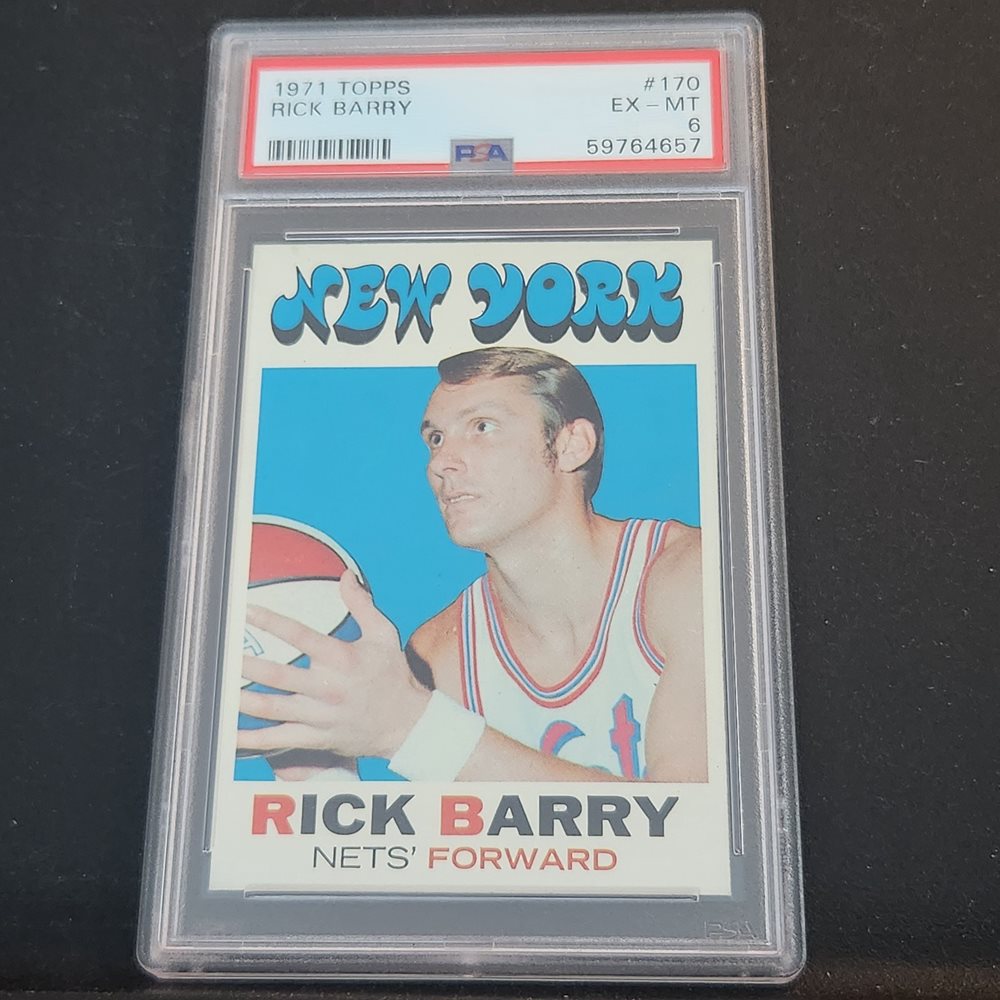 1971 TOPPS #170
RICK BARRY EX - MT
6
PSA 59764657
NEW YORK
RICK BARRY
NETS' FORWARD
PSA